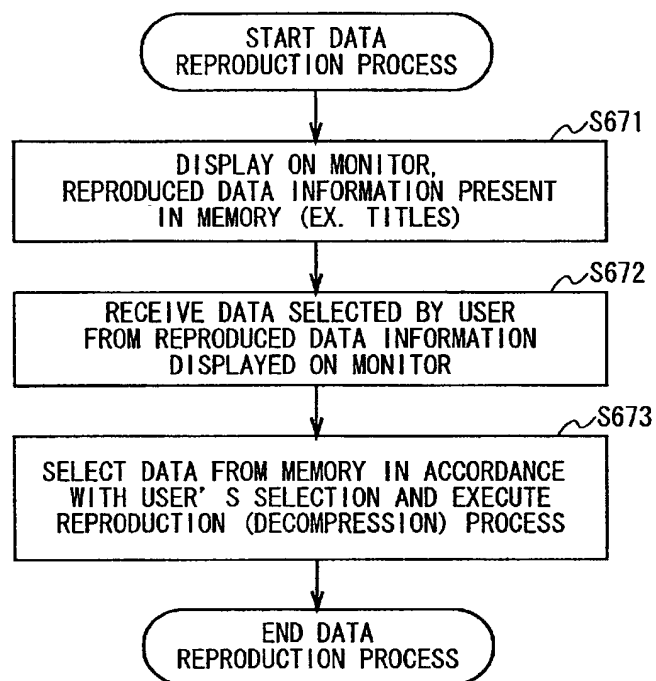 START DATA
REPRODUCTION PROCESS
S671
DISPLAY ON MONITOR,
REPRODUCED DATA INFORMATION PRESENT
IN MEMORY (EX. TITLES)
S672
RECEIVE DATA SELECTED BY USER
FROM REPRODUCED DATA INFORMATION
DISPLAYED ON MONITOR
S673
SELECT DATA FROM MEMORY IN ACCORDANCE
WITH USER' S SELECTION AND EXECUTE
REPRODUCTION (DECOMPRESSION) PROCESS
END DATA
REPRODUCTION PROCESS